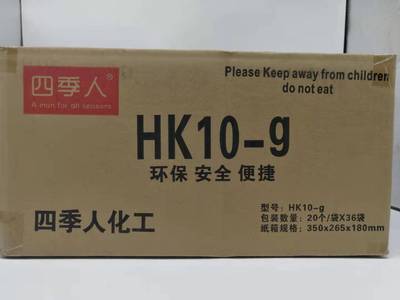 四季人®
A man for all seasons
Please Keep away from children
do not eat
HK10-g
环保 安全 便捷
四季人化工
型号：HK10-g
包装数量：20个/袋X36袋
纸箱规格：350x265x180mm